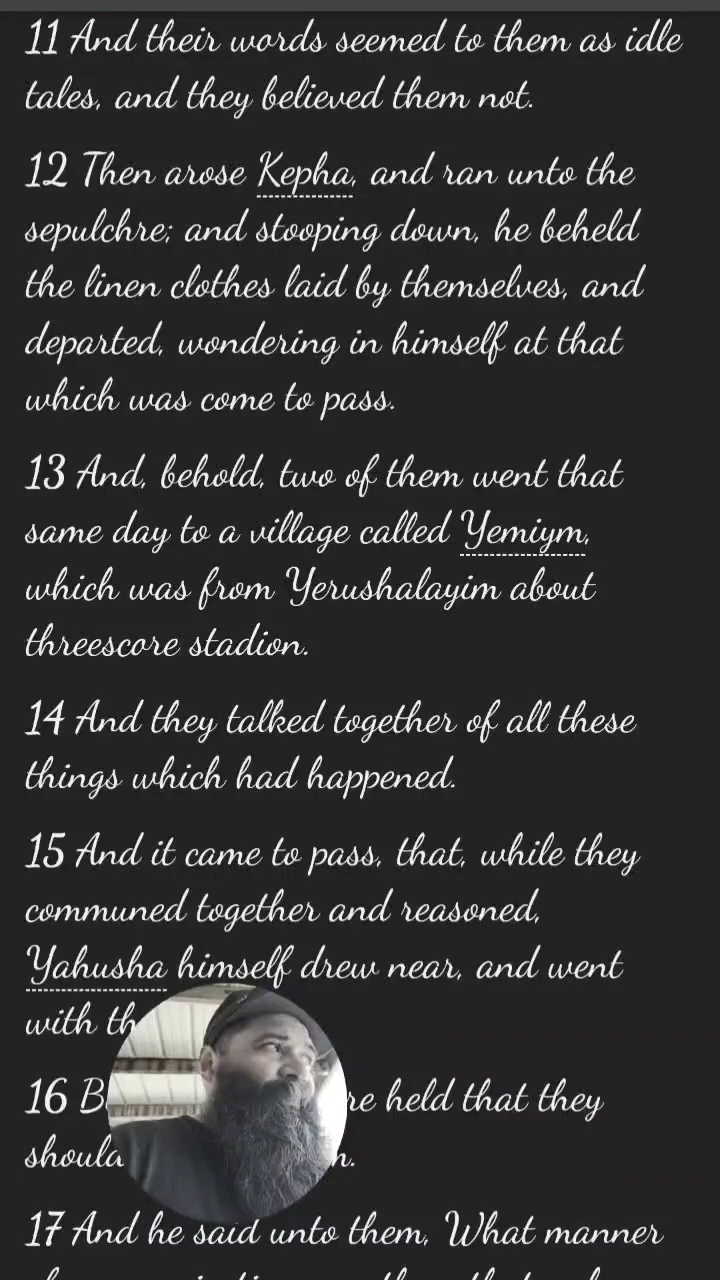 11 And their words seemed to them as idle
tales, and they believed them not.
12 Then arose Kepha, and ran unto the
sepulchre; and stooping down, he beheld
the linen clothes laid by themselves, and
departed, wondering in himself at that
which was come to pass.
13 And, behold, two of them went that
same day to a village called Yemiym,
which was from Yerushalayim about
threescore stadion.
14 And they talked together of all these
things which had happened.
15 And it came to pass, that, while they
communed together and reasoned,
Yahusha himself drew near, and went
with
16 held that they
17 And he said unto them, What manner